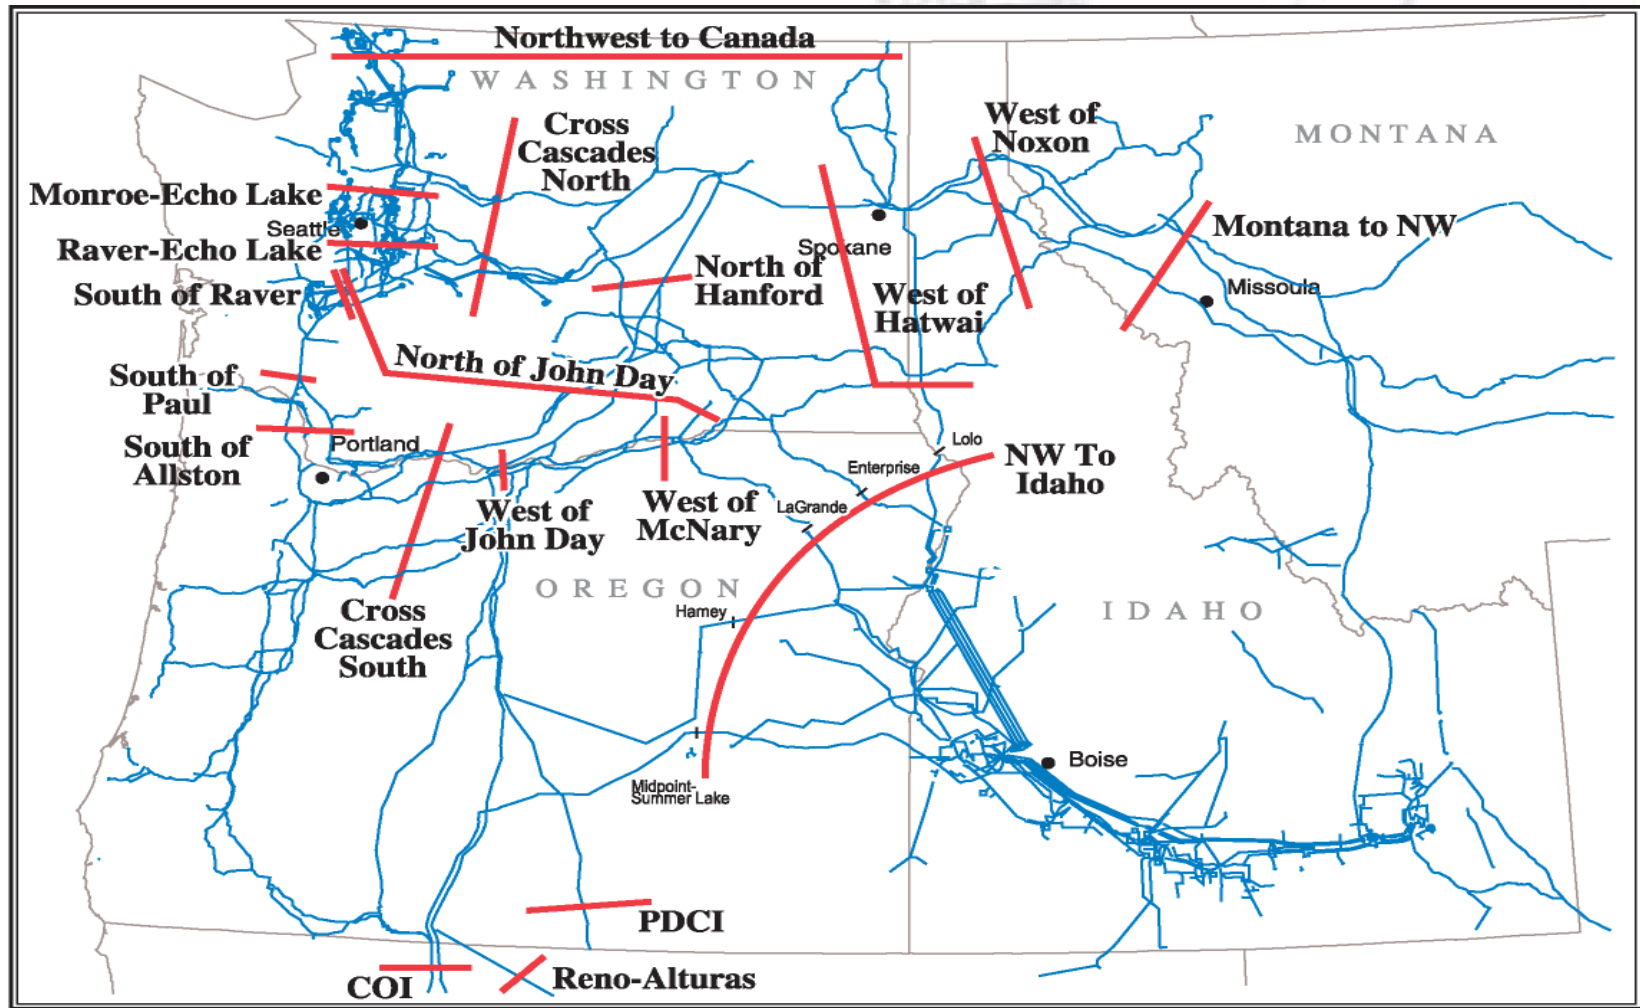 Northwest to Canada
WASHINGTON
Cross
Cascades
North
West of
Noxon
MONTANA
Monroe-Echo Lake
Seattle
Raver-Echo Lake
South of Raver
Spokane
North of
Hanford
West of
Hatwai
Montana to NW
Missoula
North of John Day
South of
Paul
South of
Allston
Portland
Lolo
Enterprise
LaGrande
NW To
Idaho
West of
John Day
West of
McNary
OREGON
Harney
IDAHO
Cross
Cascades
South
Boise
Midpoint-
Summer Lake
PDCI
COI
Reno-Alturas